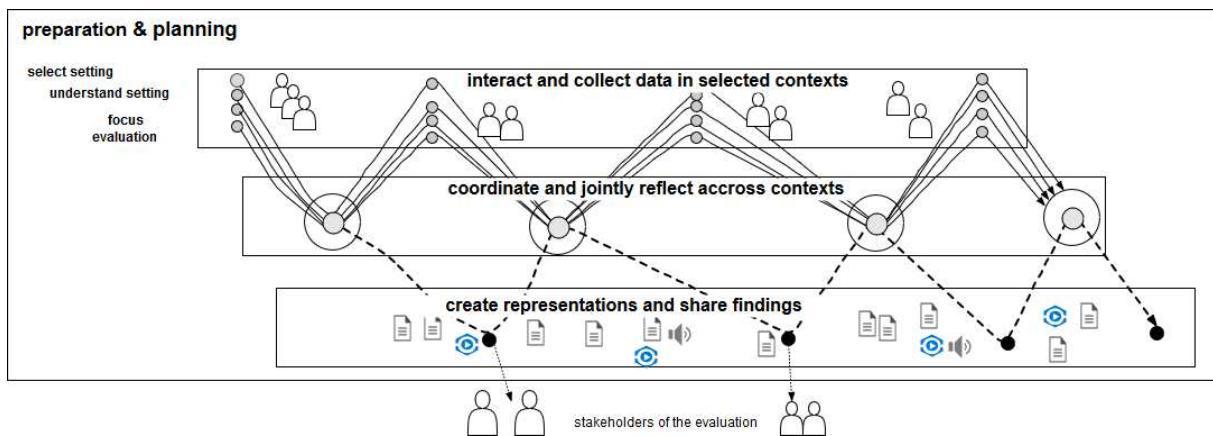 preparation & planning
select setting
understand setting
focus
evaluation
interact and collect data in selected contexts
coordinate and jointly reflect accross contexts
create representations and share findings
stakeholders of the evaluation